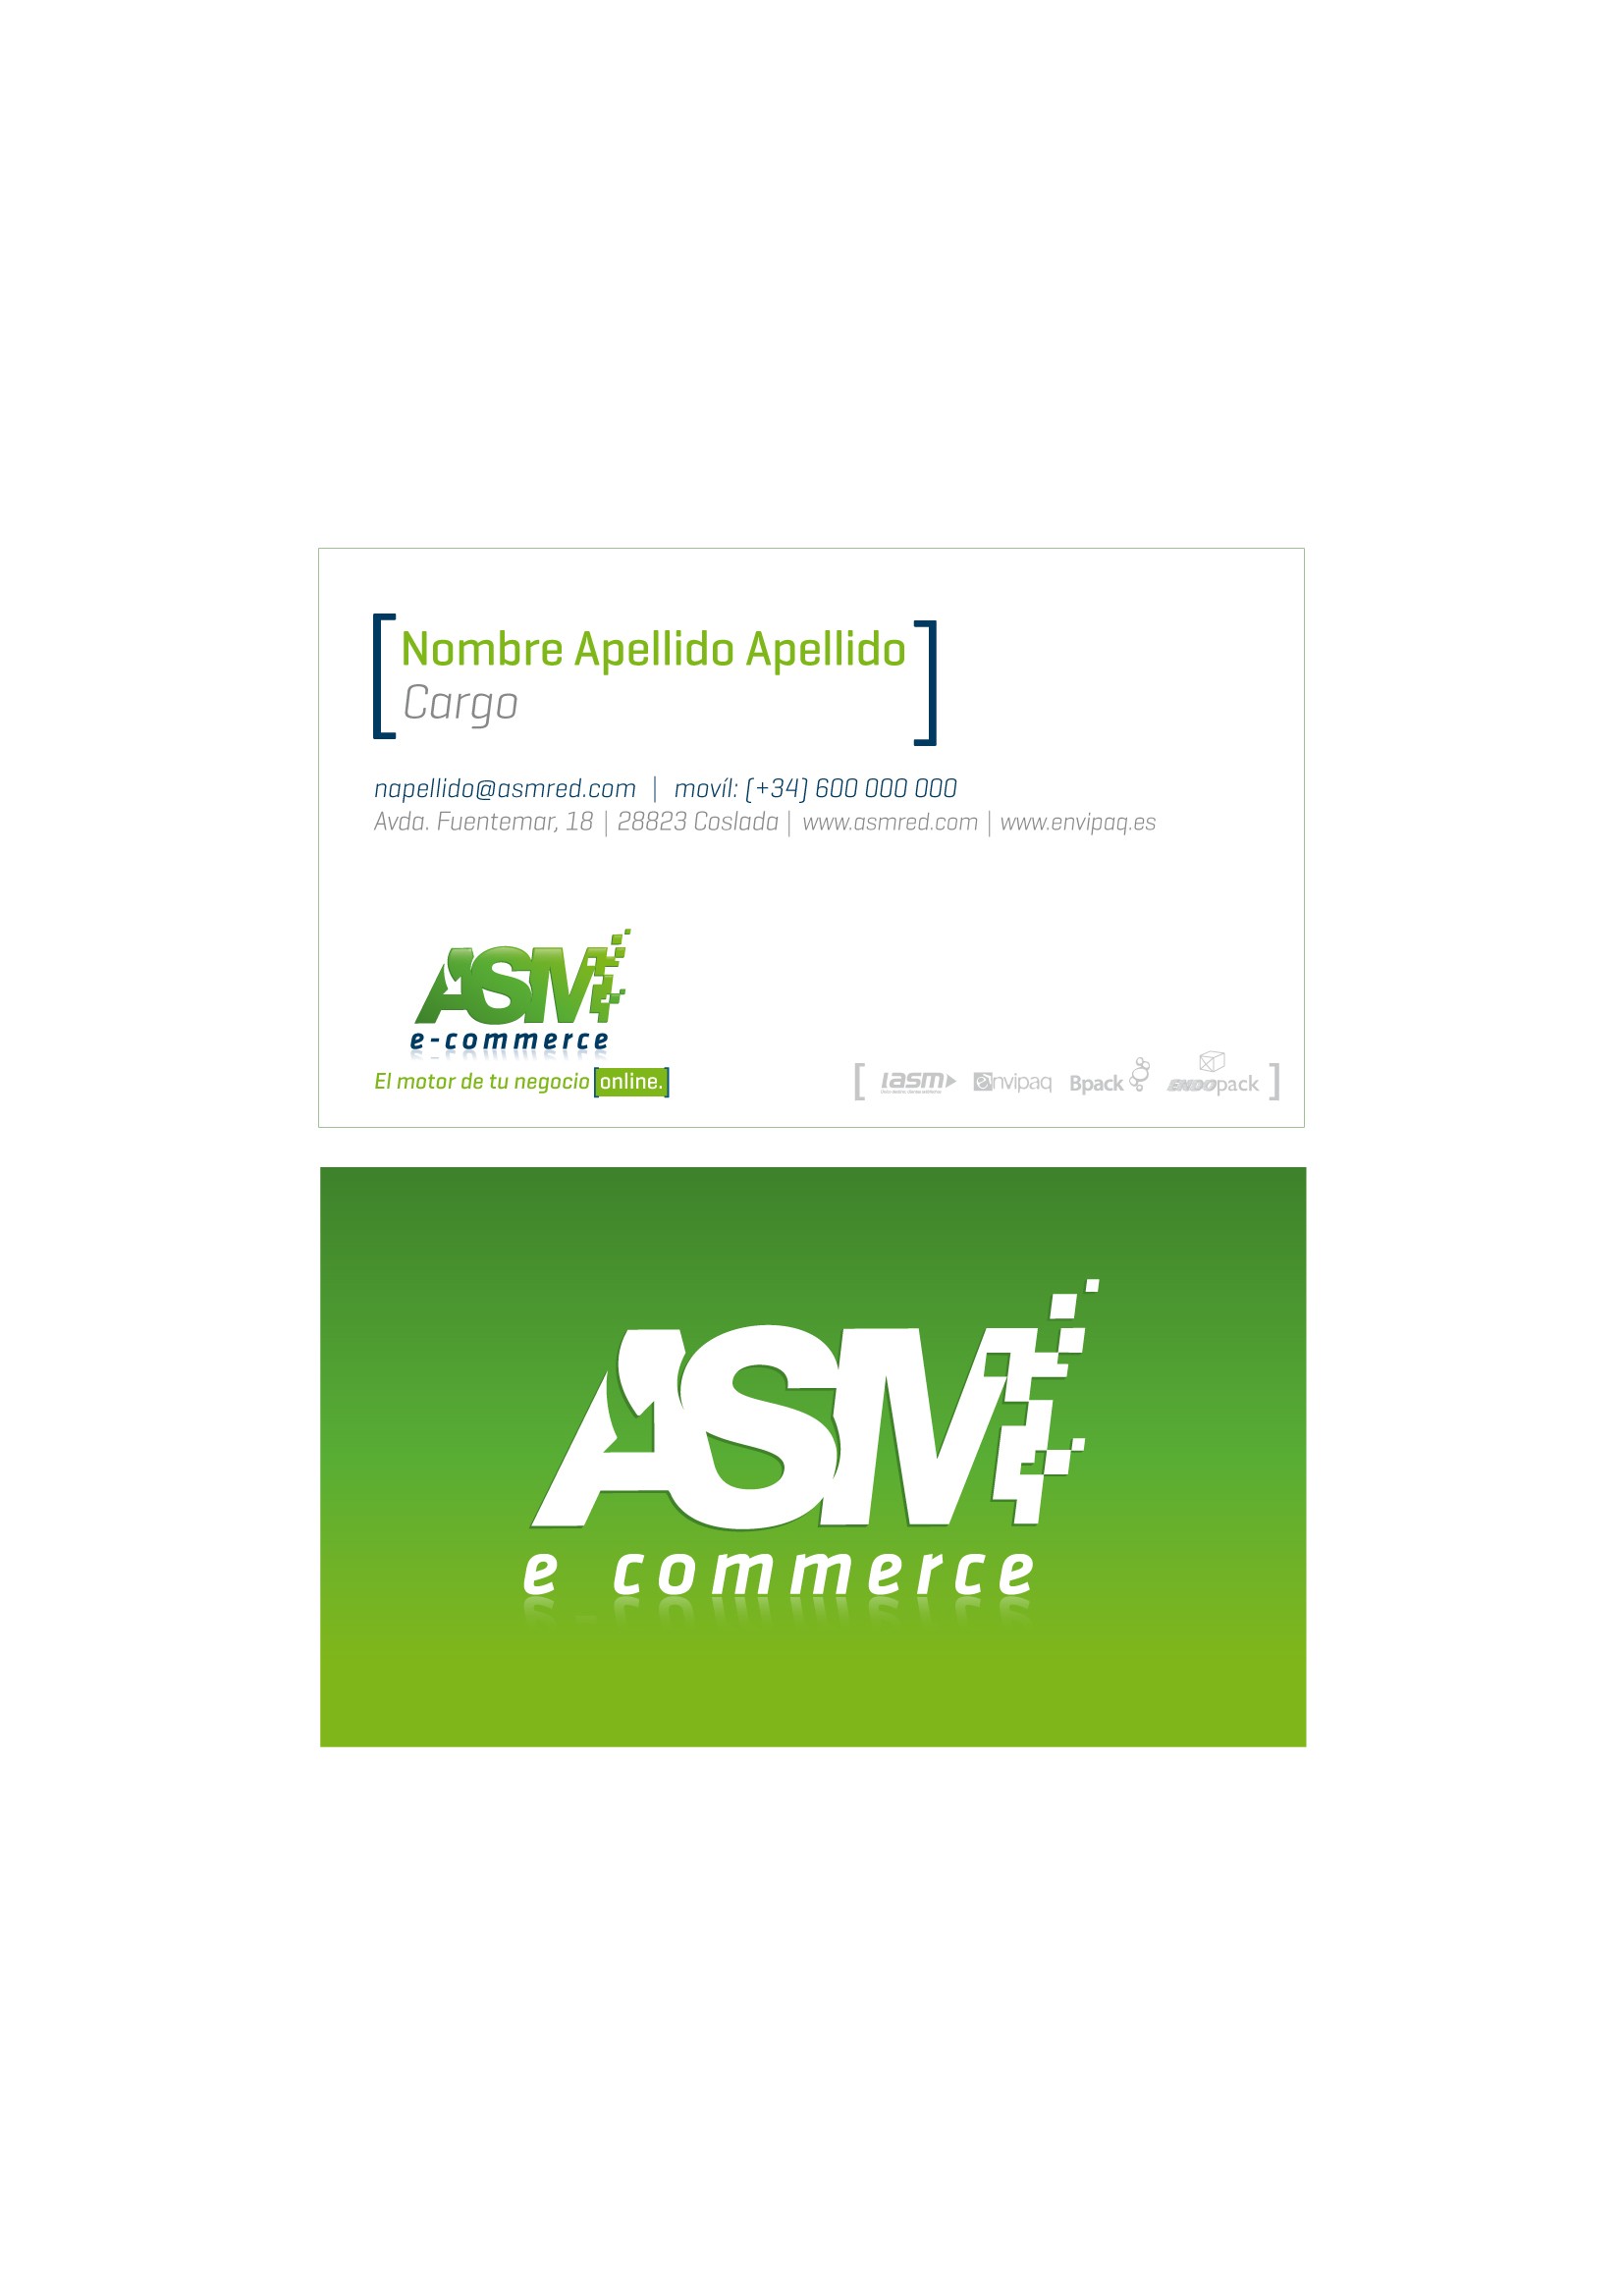 Nombre Apellido Apellido
Cargo
napellido@asmred.com | movíl: (+34) 600 000 000
Avda. Fuentemar, 18 | 28823 Coslada | www.asmred.com | www.envipaq.es
ASM
e-commerce
El motor de tu negocio [online.]
[ iasm envipaq Bpack ENDOpack ]
ASM
e commerce